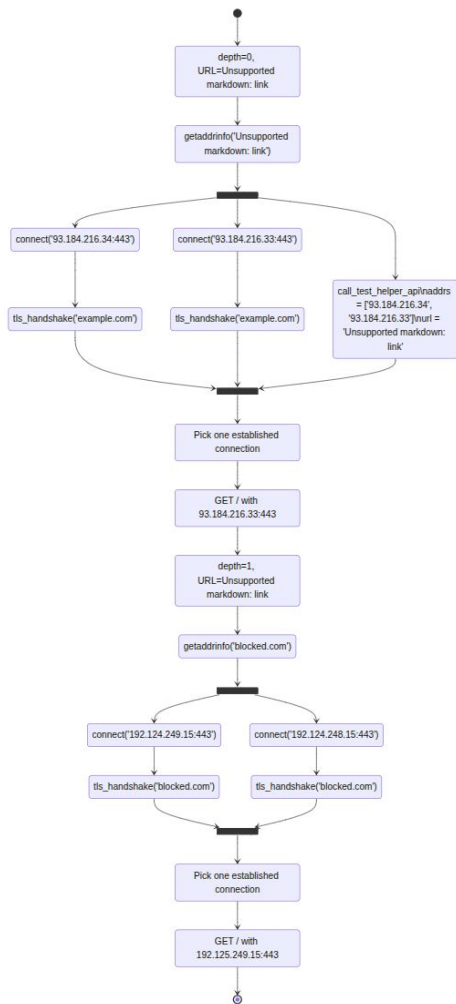 depth=0,
URL=Unsupported
markdown: link
getaddrinfo('Unsupported
markdown: link')
connect('93.184.216.34:443')
connect('93.184.216.33:443')
call_test_helper_api\naddrs
= ['93.184.216.34',
'93.184.216.33']\nurl =
'Unsupported markdown:
link'
tls_handshake('example.com')
tls_handshake('example.com')
Pick one established
connection
GET / with
93.184.216.33:443
depth=1,
URL=Unsupported
markdown: link
getaddrinfo('blocked.com')
connect('192.124.249.15:443')
connect('192.124.248.15:443')
tls_handshake('blocked.com')
tls_handshake('blocked.com')
Pick one established
connection
GET / with
192.125.249.15:443